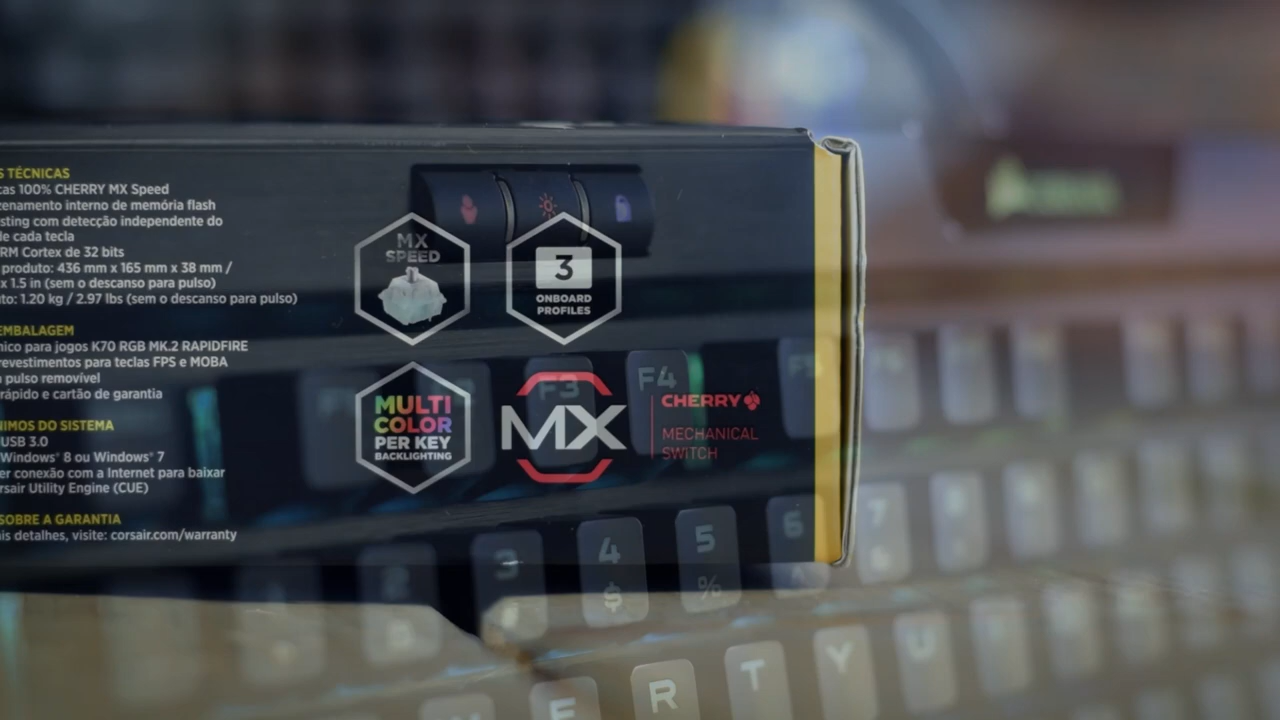 S TÉCNICAS
cas 100% CHERRY MX Speed
cenamento interno de memória flash
sting com detecção independente do
de cada tecla
RM Cortex de 32 bits
produto: 436 mm x 165 mm x 38 mm /
x 1.5 in (sem o descanso para pulso)
uto: 1.20 kg / 2.97 lbs (sem o descanso para pulso)
EMBALAGEM
nico para jogos K70 RGB MK.2 RAPIDFIRE
revestimentos para teclas FPS e MOBA
pulso removível
rápido e cartão de garantia
NIMOS DO SISTEMA
USB 3.0
Windows® 8 ou Windows® 7
er conexão com a Internet para baixar
rsair Utility Engine (CUE)
SOBRE A GARANTIA
is detalhes, visite: corsair.com/warranty
MX
SPEED
3
ONBOARD
PROFILES
MULTI
COLOR
PER KEY
BACKLIGHTING
MX
CHERRY
MECHANICAL
SWITCH
F3 F4
3 4 5 6 7
$ %
E R T Y U